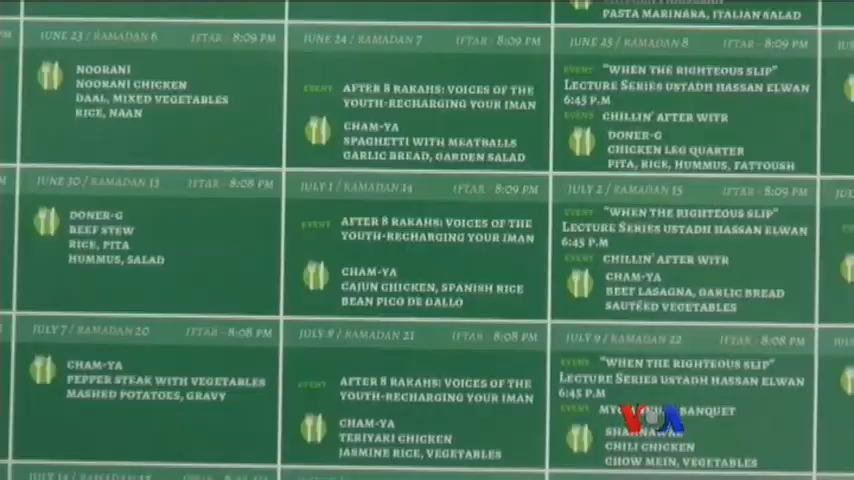 PASTA MARINARA, ITALIAN SALAD
JUNE 23 / RAMADAN 6 IFTAR - 8:09 PM
NOORANI
NOORANI CHICKEN
DAAL, MIXED VEGETABLES
RICE, NAAN
JUNE 24 / RAMADAN 7 IFTAR - 8:09 PM
EVENT AFTER 8 RAKAHS: VOICES OF THE
YOUTH-RECHARGING YOUR IMAN
CHAM-YA
SPAGHETTI WITH MEATBALLS
GARLIC BREAD, GARDEN SALAD
JUNE 25 / RAMADAN 8 IFTAR - 8:09 PM
EVENT "WHEN THE RIGHTEOUS SLIP"
LECTURE SERIES USTADH HASSAN ELWAN
6:45 P.M
EVENT CHILLIN' AFTER WITR
DONER-G
CHICKEN LEG QUARTER
PITA, RICE, HUMMUS, FATTOUSH
JUNE 30 / RAMADAN 13 IFTAR - 8:08 PM
DONER-G
BEEF STEW
RICE, PITA
HUMMUS, SALAD
JULY 1 / RAMADAN 14 IFTAR - 8:09 PM
EVENT AFTER 8 RAKAHS: VOICES OF THE
YOUTH-RECHARGING YOUR IMAN
CHAM-YA
CAJUN CHICKEN, SPANISH RICE
BEAN PICO DE GALLO
JULY 2 / RAMADAN 15 IFTAR - 8:09 PM
EVENT "WHEN THE RIGHTEOUS SLIP"
LECTURE SERIES USTADH HASSAN ELWAN
6:45 P.M
EVENT CHILLIN' AFTER WITR
CHAM-YA
BEEF LASAGNA, GARLIC BREAD
SAUTÉED VEGETABLES
JULY 7 / RAMADAN 20 IFTAR - 8:08 PM
CHAM-YA
PEPPER STEAK WITH VEGETABLES
MASHED POTATOES, GRAVY
JULY 8 / RAMADAN 21 IFTAR - 8:08 PM
EVENT AFTER 8 RAKAHS: VOICES OF THE
YOUTH-RECHARGING YOUR IMAN
CHAM-YA
TERIYAKI CHICKEN
JASMINE RICE, VEGETABLES
JULY 9 / RAMADAN 22 IFTAR - 8:08 PM
EVENT "WHEN THE RIGHTEOUS SLIP"
LECTURE SERIES USTADH HASSAN ELWAN
6:45 P.M
EVENT BANQUET
CHILI CHICKEN
CHOW MEIN, VEGETABLES
VOA